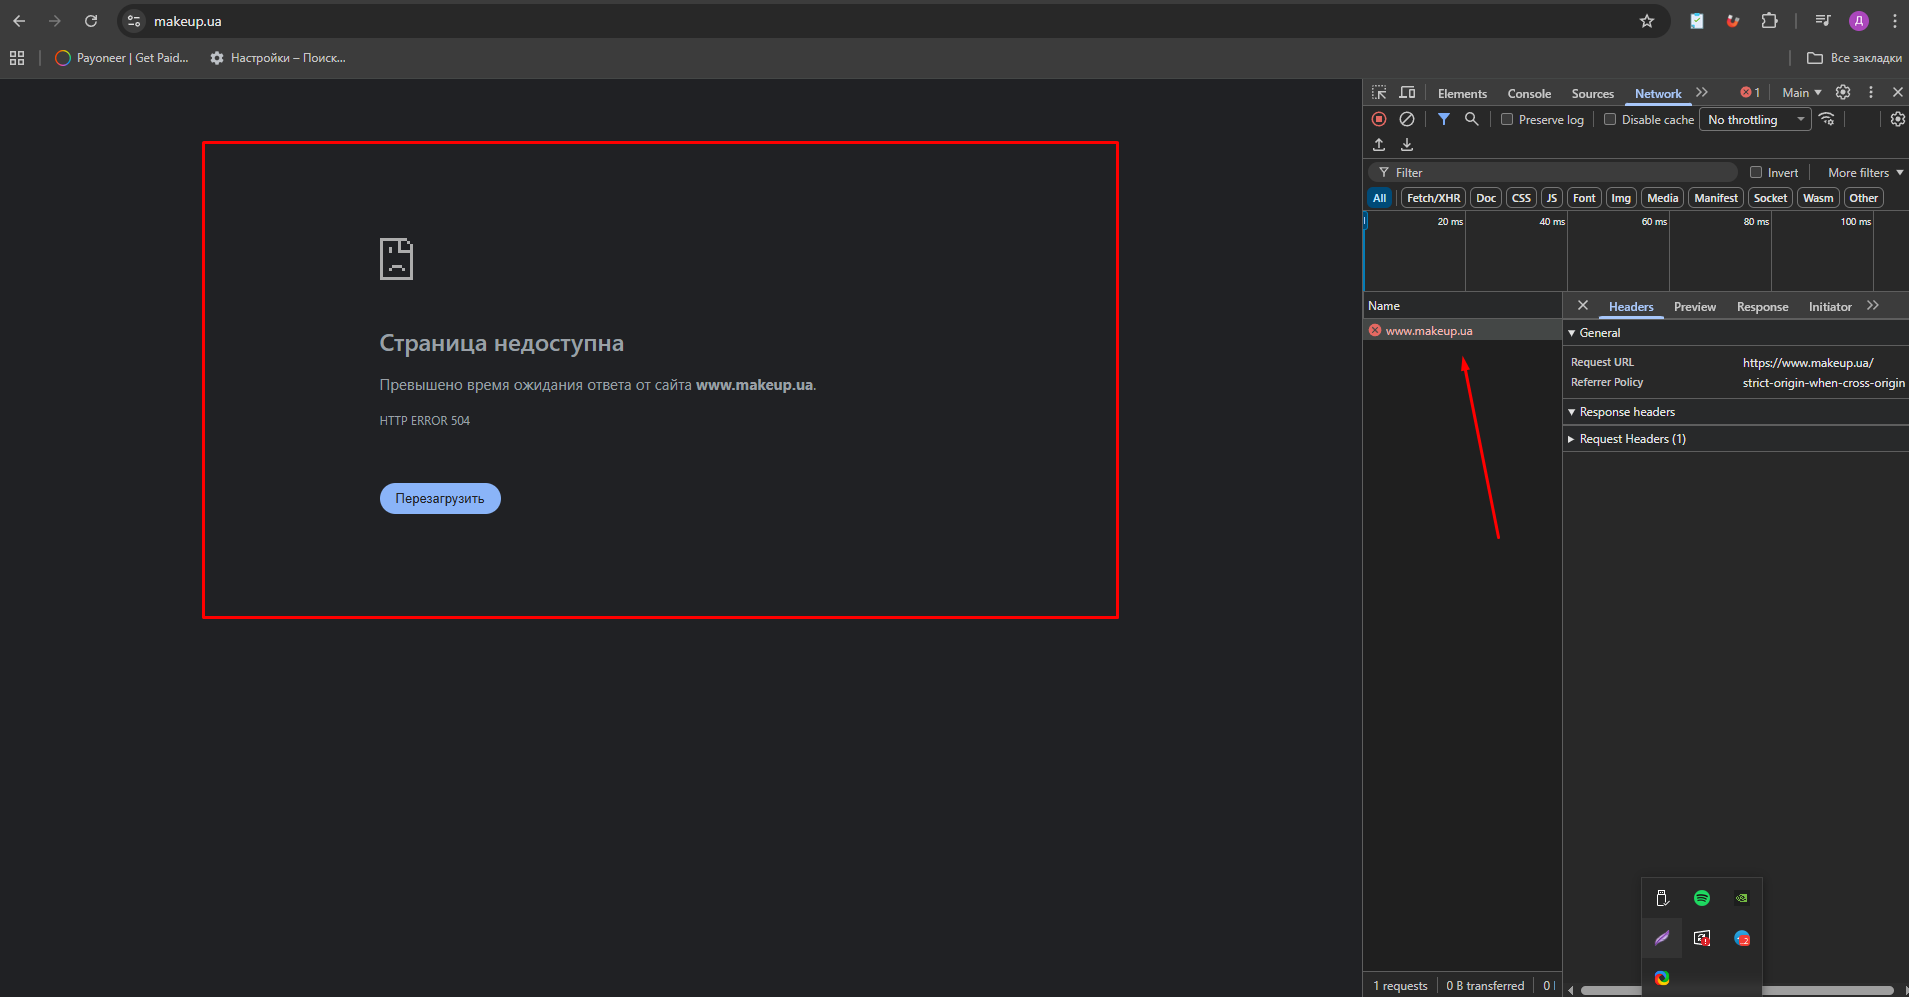 makeup.ua
Д
Payoneer | Get Paid...
Настройки – Поиск...
Все закладки
Elements Console Sources Network 1 Main
Preserve log Disable cache No throttling
Filter Invert More filters
All Fetch/XHR Doc CSS JS Font Img Media Manifest Socket Wasm Other
20 ms 40 ms 60 ms 80 ms 100 ms
Name
www.makeup.ua
Headers Preview Response Initiator
General
Request URL https://www.makeup.ua/
Referrer Policy strict-origin-when-cross-origin
Response headers
Request Headers (1)
Страница недоступна
Превышено время ожидания ответа от сайта www.makeup.ua.
HTTP ERROR 504
Перезагрузить
1 requests 0 B transferred 0